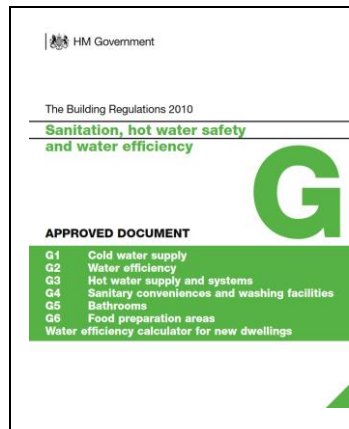 HM Government
The Building Regulations 2010
Sanitation, hot water safety
and water efficiency
G
APPROVED DOCUMENT
G1 Cold water supply
G2 Water efficiency
G3 Hot water supply and systems
G4 Sanitary conveniences and washing facilities
G5 Bathrooms
G6 Food preparation areas
Water efficiency calculator for new dwellings